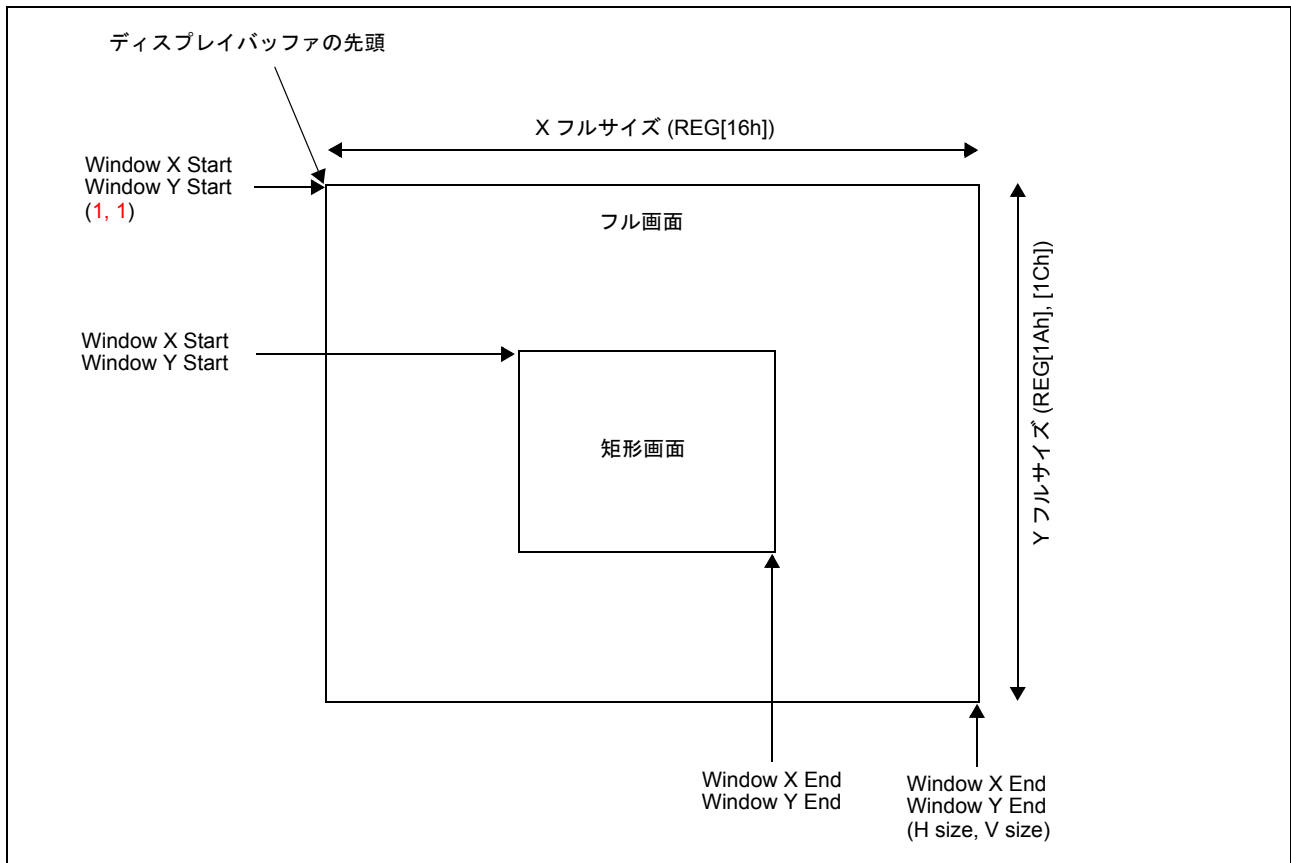 ディスプレイバッファの先頭
X フルサイズ (REG[16h])
Window X Start
Window Y Start
(1, 1)
フル画面
Y フルサイズ (REG[1Ah], [1Ch])
Window X Start
Window Y Start
矩形画面
Window X End
Window Y End
Window X End
Window Y End
(H size, V size)